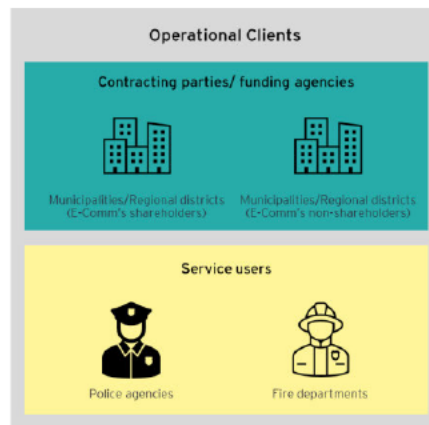 Operational Clients
Contracting parties/ funding agencies
Municipalities/Regional districts
(E-Comm's shareholders)
Municipalities/Regional districts
(E-Comm's non-shareholders)
Service users
Police agencies
Fire departments